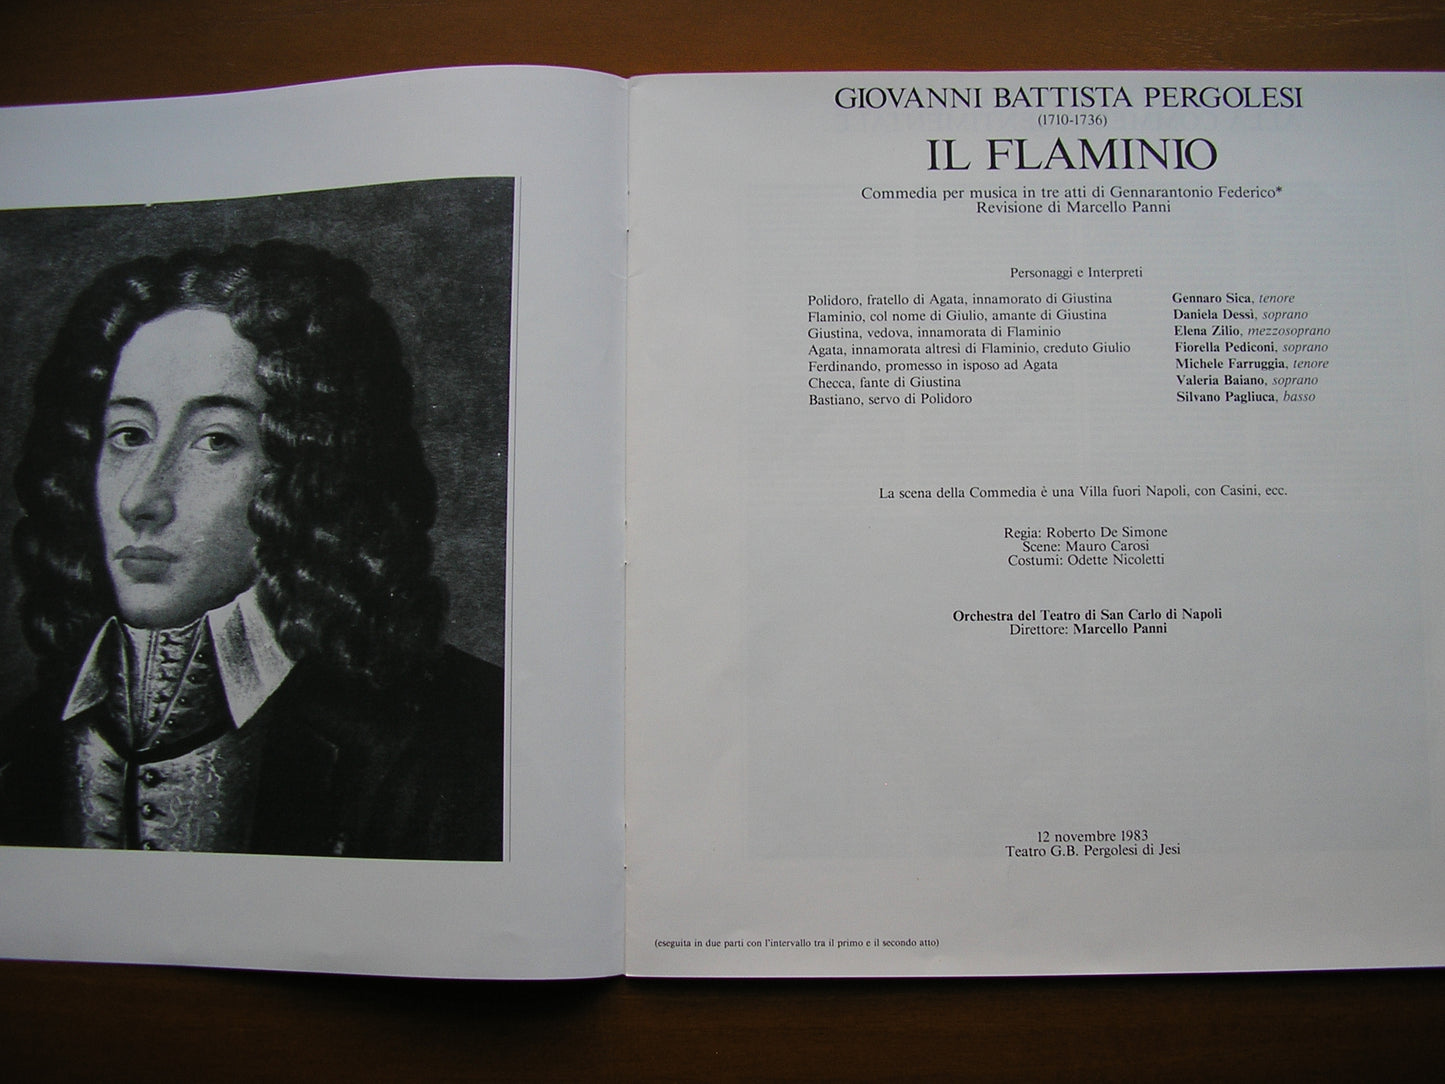 GIOVANNI BATTISTA PERGOLESI
(1710-1736)
IL FLAMINIO
Commedia per musica in tre atti di Gennarantonio Federico*
Revisione di Marcello Panni
Personaggi e Interpreti
Polidoro, fratello di Agata, innamorato di Giustina Gennaro Sica, tenore
Flaminio, col nome di Giulio, amante di Giustina Daniela Dessì, soprano
Giustina, vedova, innamorata di Flaminio Elena Zilio, mezzosoprano
Agata, innamorata altresì di Flaminio, creduto Giulio Fiorella Pediconi, soprano
Ferdinando, promesso in isposo ad Agata Michele Farruggia, tenore
Checca, fante di Giustina Valeria Baiano, soprano
Bastiano, servo di Polidoro Silvano Pagliuca, basso
La scena della Commedia è una Villa fuori Napoli, con Casini, ecc.
Regia: Roberto De Simone
Scene: Mauro Carosi
Costumi: Odette Nicoletti
Orchestra del Teatro di San Carlo di Napoli
Direttore: Marcello Panni
12 novembre 1983
Teatro G.B. Pergolesi di Jesi
(eseguita in due parti con l'intervallo tra il primo e il secondo atto)